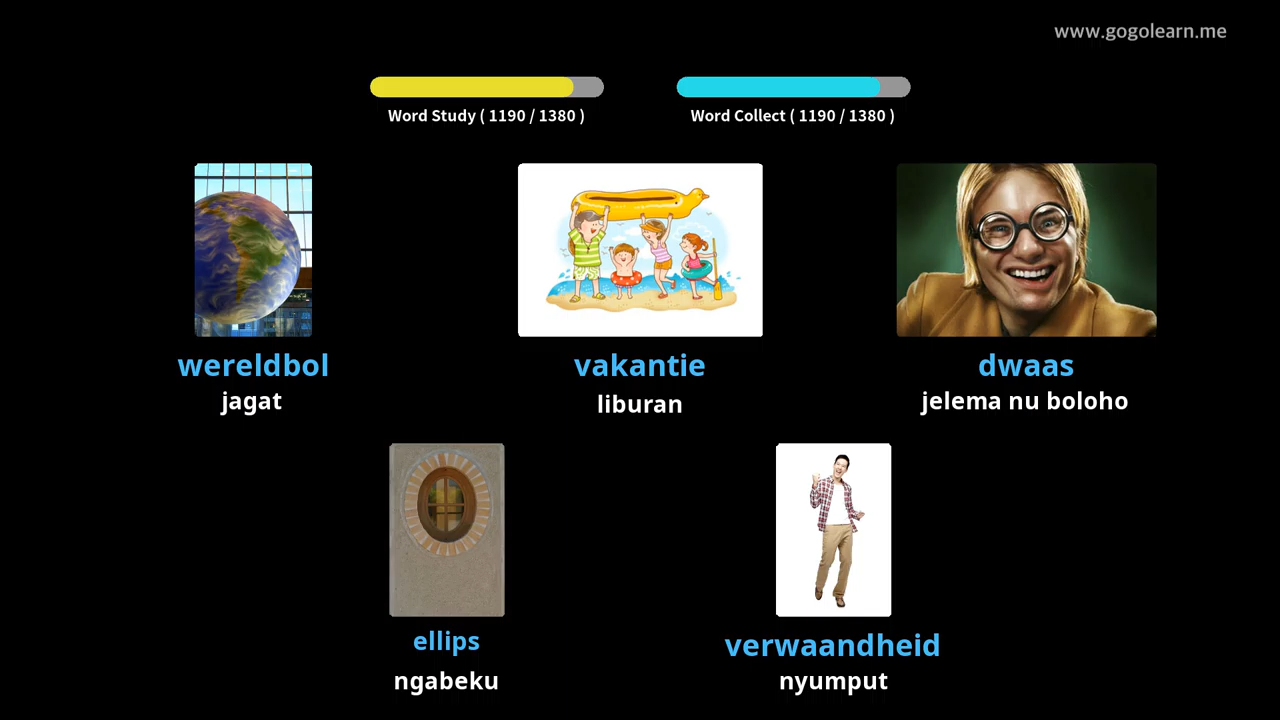 www.gogolearn.me
Word Study ( 1190 / 1380 )
Word Collect ( 1190 / 1380 )
wereldbol
jagat
vakantie
liburan
dwaas
jelema nu boloho
ellips
ngabeku
verwaandheid
nyumput